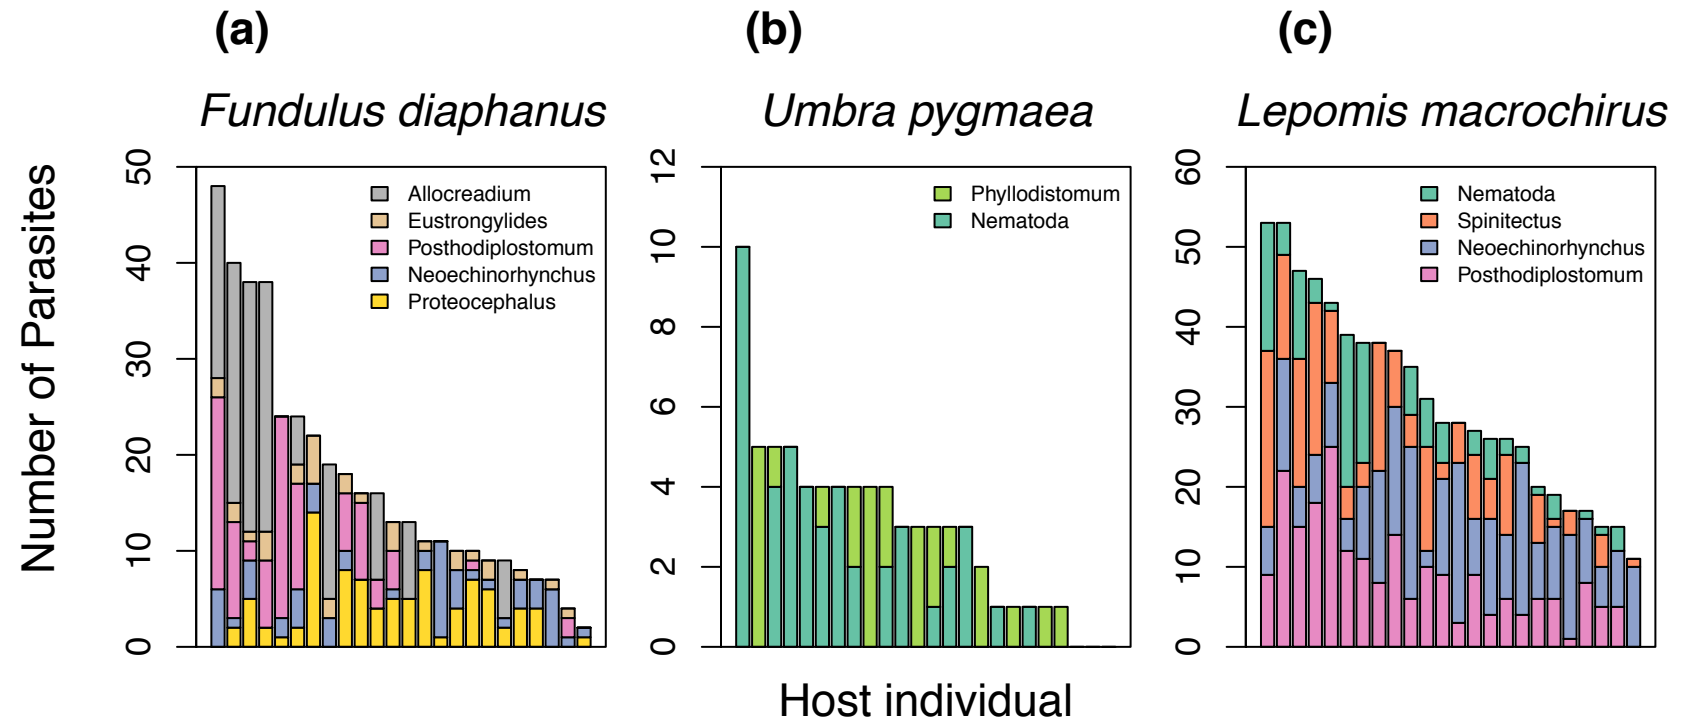 (a)
Fundulus diaphanus
Number of Parasites
0
10
20
30
40
50
Allocreadium
Eustrongylides
Posthodiplostomum
Neoechinorhynchus
Proteocephalus
(b)
Umbra pygmaea
0
2
4
6
8
10
12
Phyllodistomum
Nematoda
(c)
Lepomis macrochirus
0
10
20
30
40
50
60
Nematoda
Spinitectus
Neoechinorhynchus
Posthodiplostomum
Host individual